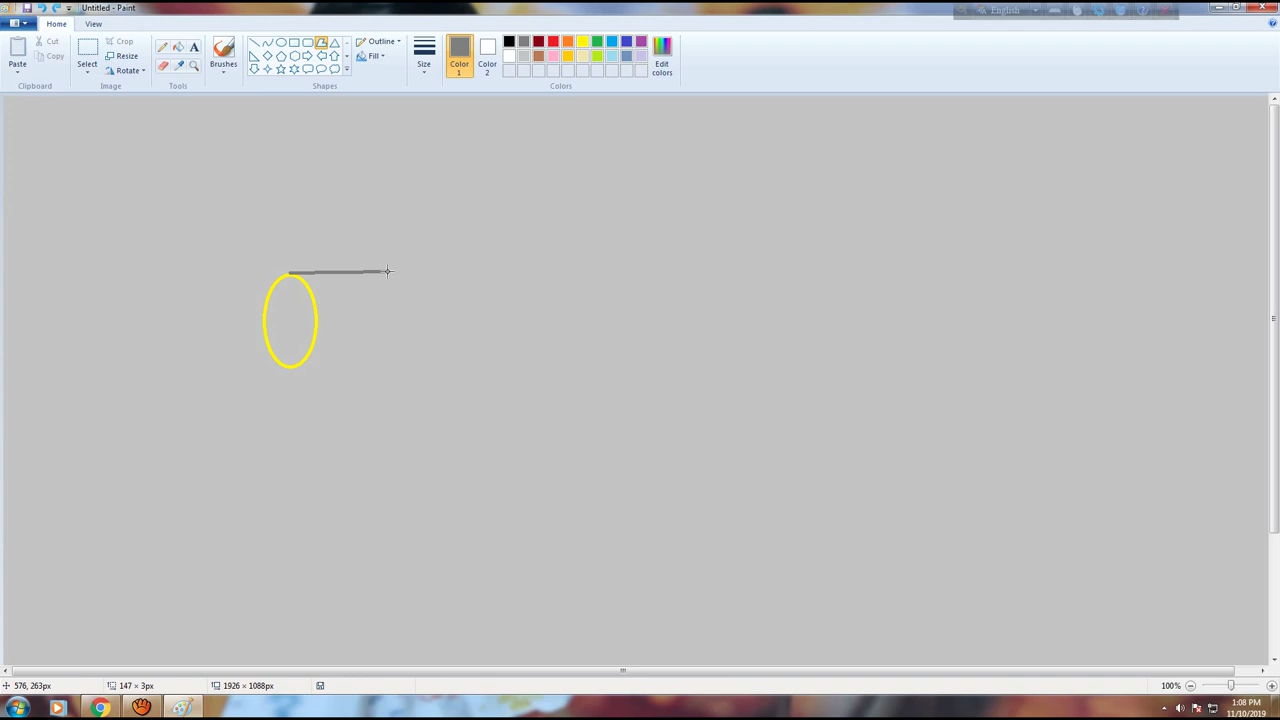 Untitled - Paint
English
Home
View
Paste
Cut
Copy
Clipboard
Select
Crop
Resize
Rotate
Image
A
Tools
Brushes
Outline
Fill
Shapes
Size
Color 1
Color 2
Edit colors
Colors
576, 263px
147 × 3px
1926 × 1088px
100%
1:08 PM
11/10/2019